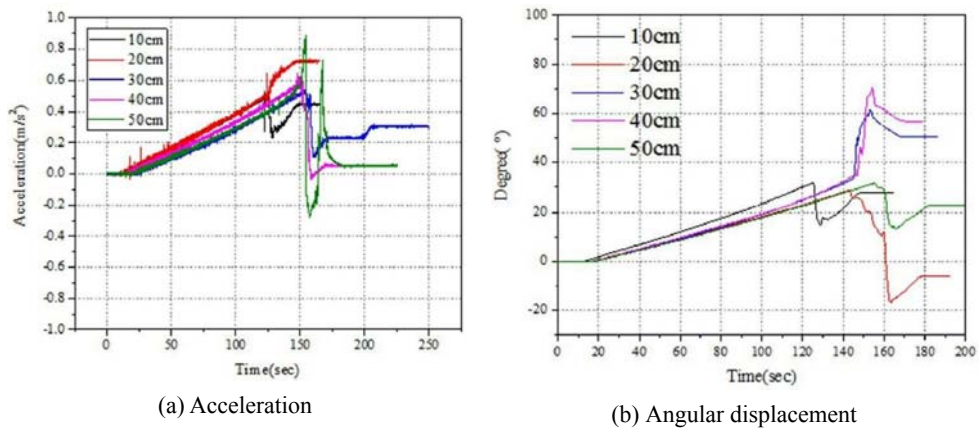 1.0
0.8
0.6
0.4
0.2
0.0
-0.2
-0.4
-0.6
-0.8
-1.0
Acceleration(m/s²)
10cm
20cm
30cm
40cm
50cm
0 50 100 150 200 250
Time(sec)
(a) Acceleration
b)
80
60
40
20
0
-20
Degree( °)
10cm
20cm
30cm
40cm
50cm
0 20 40 60 80 100 120 140 160 180 200
Time(sec)
(b) Angular displacement